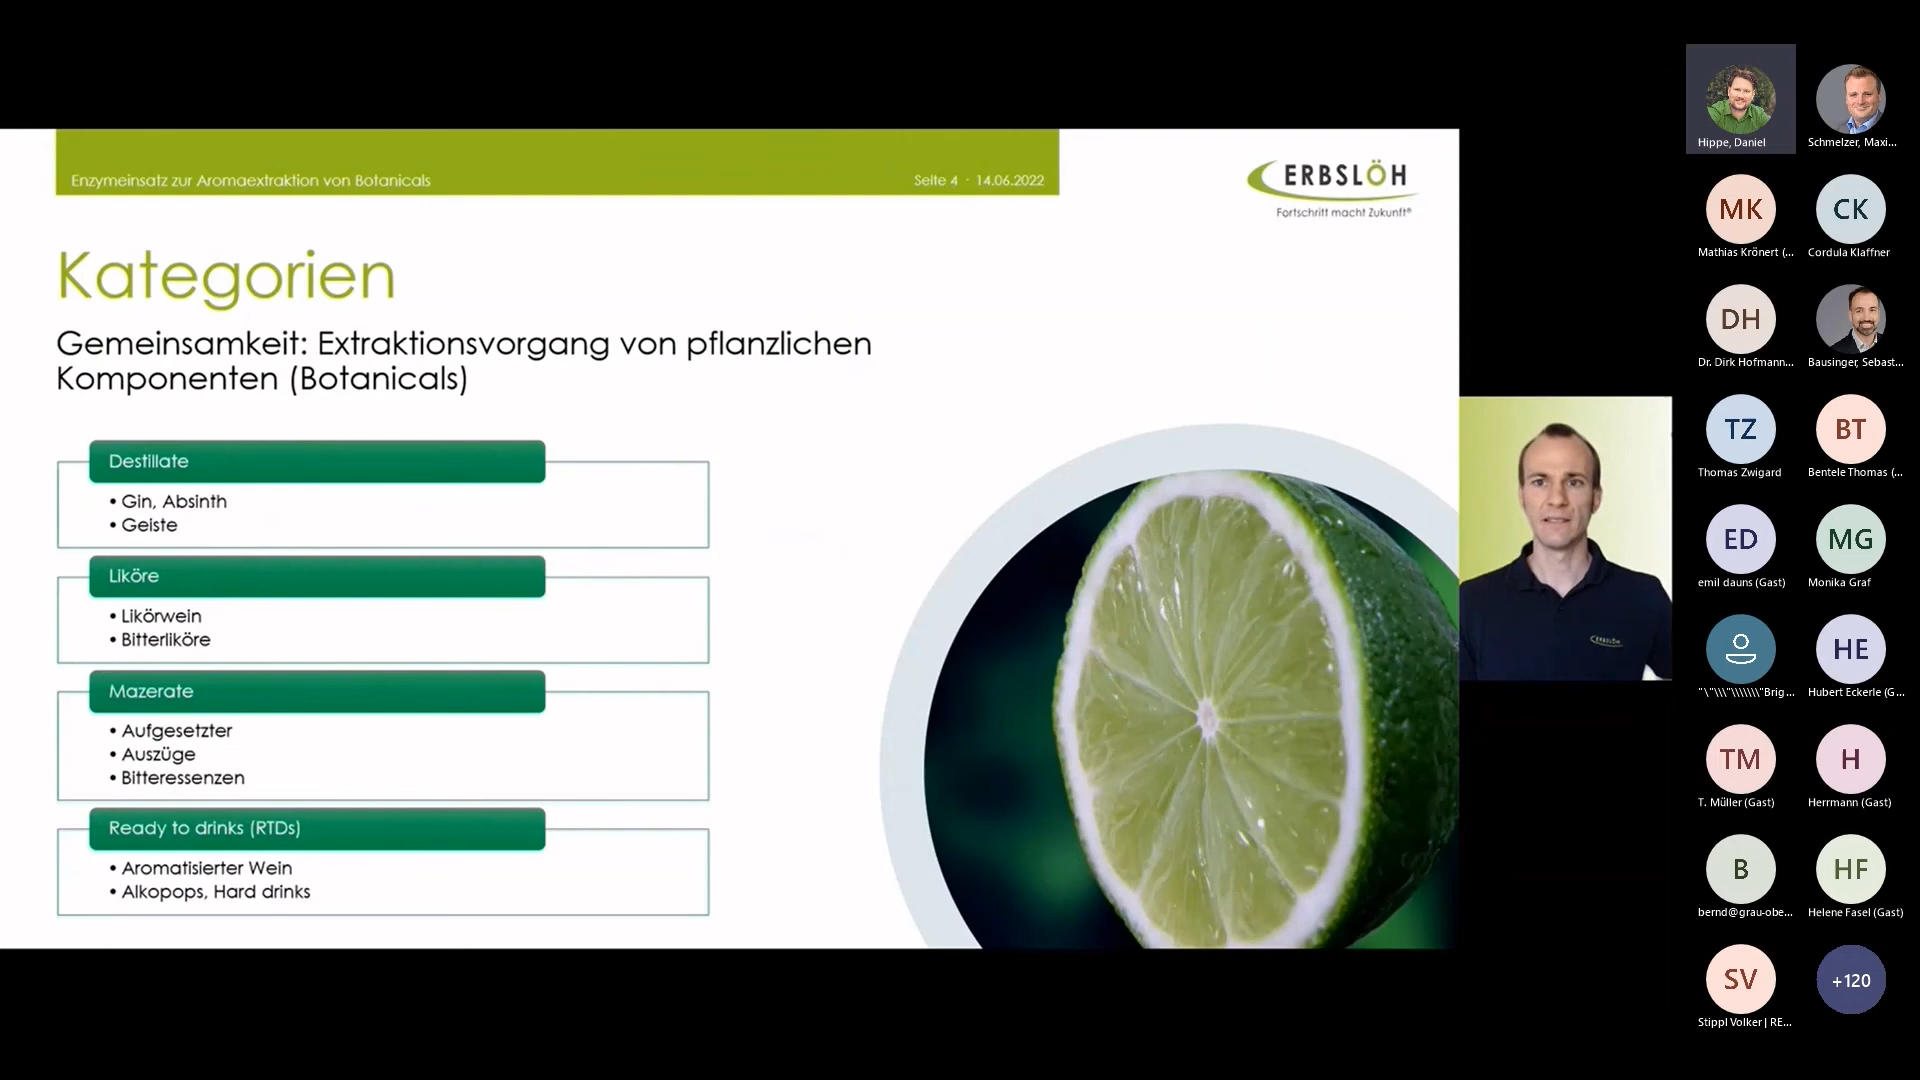 Enzymeinsatz zur Aromaextraktion von Botanicals
Seite 4 · 14.06.2022
ERBSLÖH
Fortschritt macht Zukunft®
Kategorien
Gemeinsamkeit: Extraktionsvorgang von pflanzlichen
Komponenten (Botanicals)
Destillate
• Gin, Absinth
• Geiste
Liköre
• Likörwein
• Bitterliköre
Mazerate
• Aufgesetzter
• Auszüge
• Bitteressenzen
Ready to drinks (RTDs)
• Aromatisierter Wein
• Alkopops, Hard drinks
ERBSLÖH
Hippe, Daniel
Schmelzer, Maxi...
MK
Mathias Krönert (...
CK
Cordula Klaffner
DH
Dr. Dirk Hofmann...
Bausinger, Sebast...
TZ
Thomas Zwigard
BT
Bentele Thomas (...
ED
emil dauns (Gast)
MG
Monika Graf
"\"\\\"\\\\\\\"Brig...
HE
Hubert Eckerle (G...
TM
T. Müller (Gast)
H
Herrmann (Gast)
B
bernd@grau-obe...
HF
Helene Fasel (Gast)
SV
Stippl Volker | RE...
+120